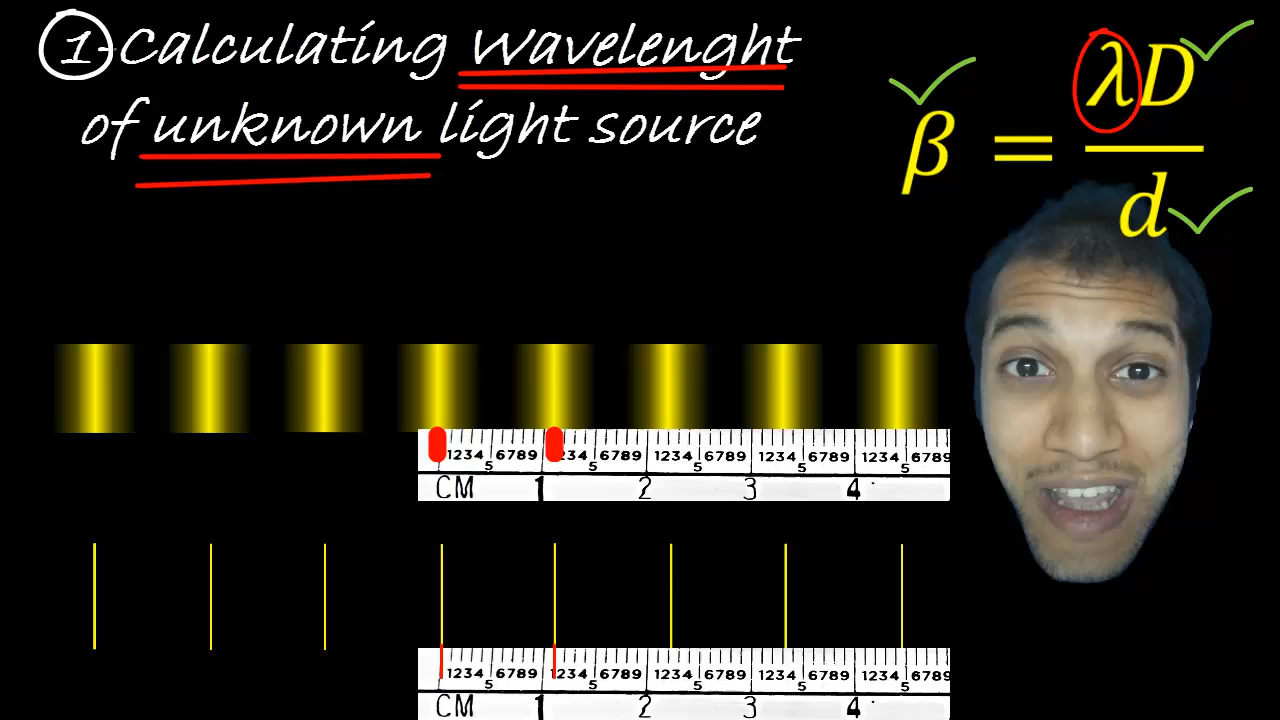 1-Calculating Wavelenght
of unknown light source
β = λD / d
1234 5 6789 1234 5 6789 1234 5 6789 1234 5 6789 1234 5 6789
CM 1 2 3 4
1234 5 6789 1234 5 6789 1234 5 6789 1234 5 6789 1234 5 6789
CM 1 2 3 4